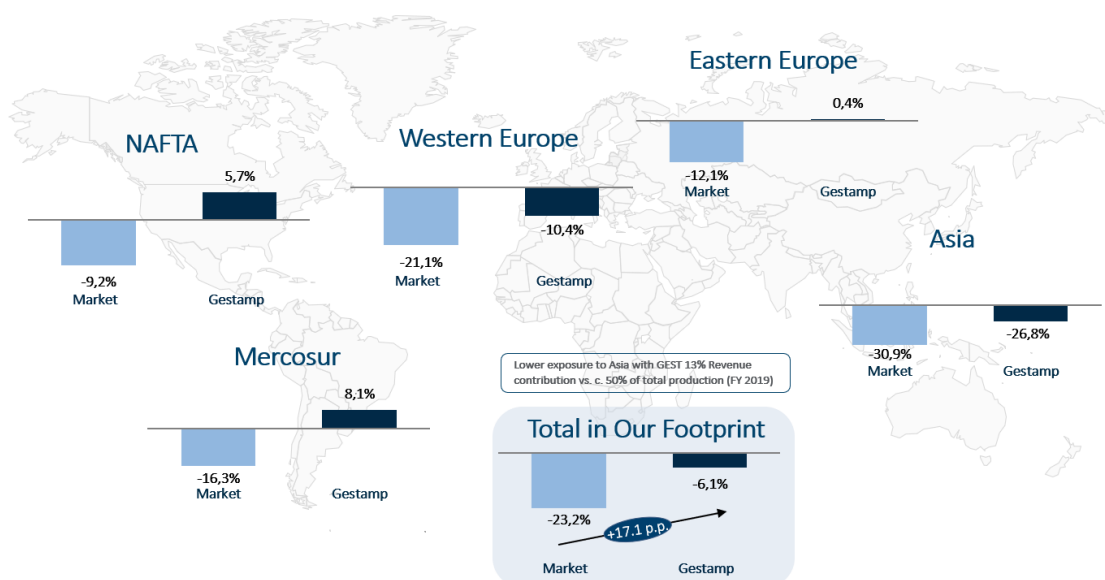 Eastern Europe
0,4%
-12,1%
Market
Gestamp
NAFTA
5,7%
-9,2%
Market
Gestamp
Western Europe
-10,4%
-21,1%
Market
Gestamp
Asia
-26,8%
-30,9%
Market
Gestamp
Mercosur
8,1%
-16,3%
Market
Gestamp
Lower exposure to Asia with GEST 13% Revenue
contribution vs. c. 50% of total production (FY 2019)
Total in Our Footprint
-6,1%
-23,2%
+17.1 p.p.
Market
Gestamp